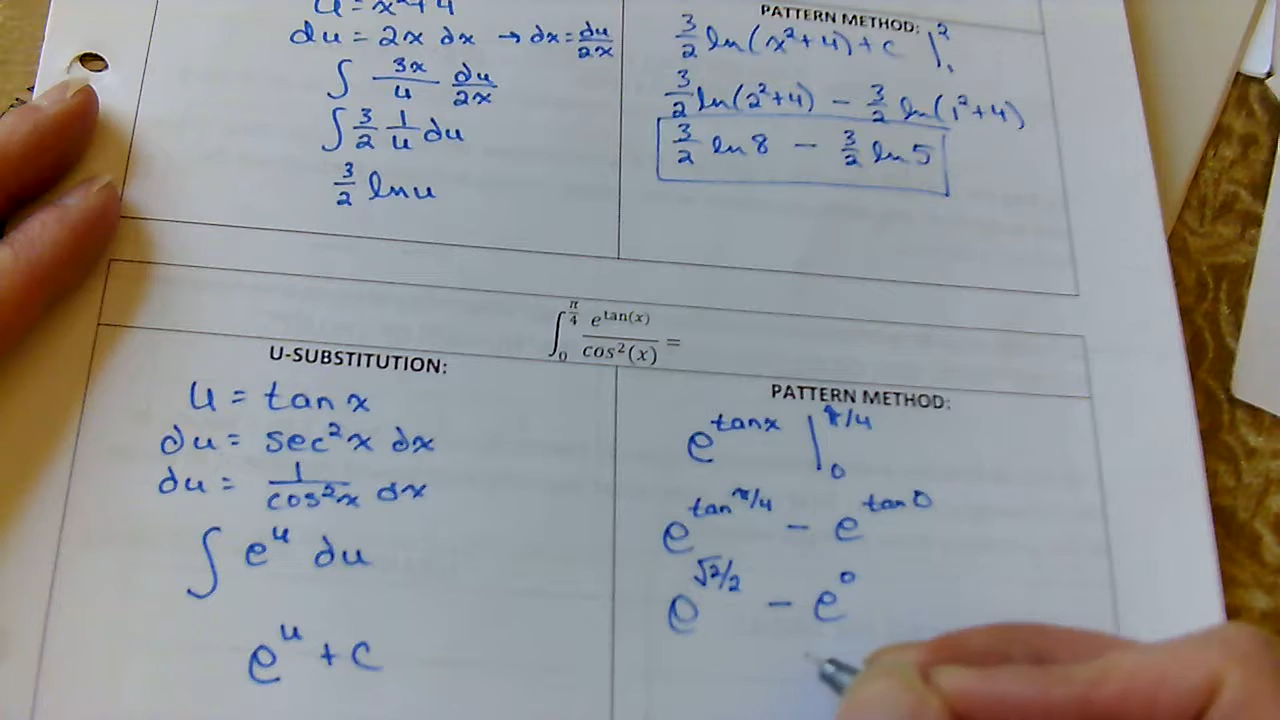 u = x²+4
du = 2x dx → dx = du/2x
∫ 3x/u du/2x
∫ 3/2 1/u du
3/2 ln u
PATTERN METHOD:
3/2 ln(x²+4)+c |₁²
3/2 ln(2²+4) − 3/2 ln(1²+4)
3/2 ln 8 − 3/2 ln 5
∫₀^(π/4) e^(tan(x))/cos²(x) =
U-SUBSTITUTION:
u = tan x
du = sec²x dx
du = 1/cos²x dx
∫ e^u du
e^u + c
PATTERN METHOD:
e^(tanx) |₀^(π/4)
e^(tan π/4) − e^(tan 0)
e^(√2/2) − e^0